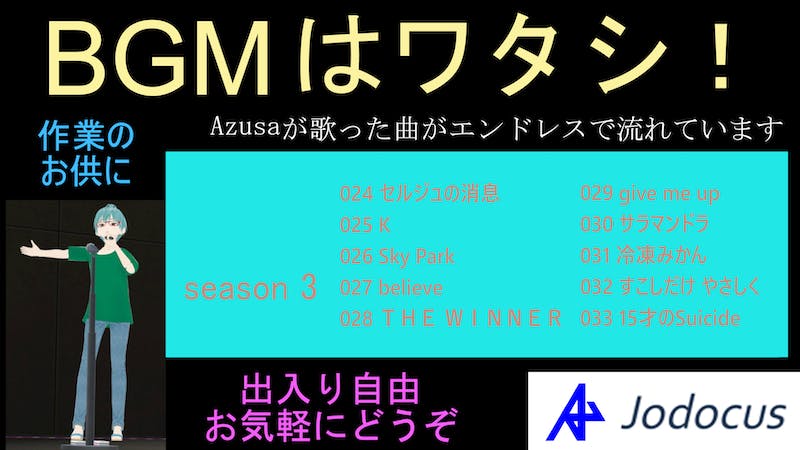 BGMはワタシ！
作業の
お供に
Azusaが歌った曲がエンドレスで流れています
season 3
024 セルジュの消息
025 K
026 Sky Park
027 believe
028 ＴＨＥ ＷＩＮＮＥＲ
029 give me up
030 サラマンドラ
031 冷凍みかん
032 すこしだけ やさしく
033 15才のSuicide
出入り自由
お気軽にどうぞ
Jodocus